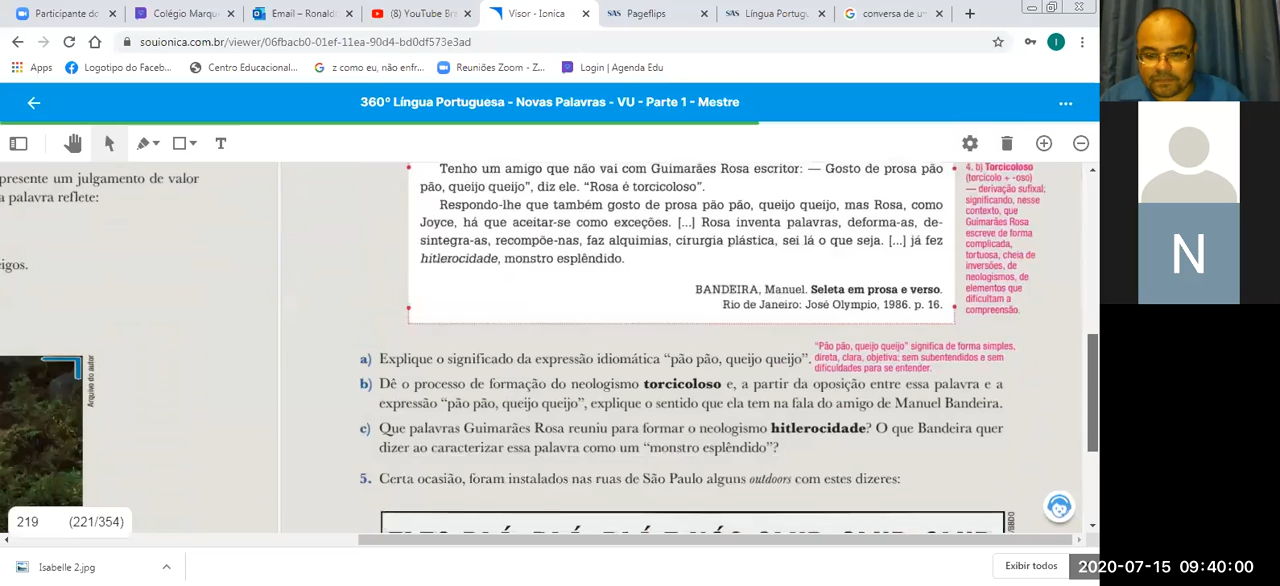 Participante do
Colégio Marqu
Email – Ronald
(8) YouTube Bra
Visor - Ionica
SAS Pageflips
SAS Língua Portugu
conversa de u
souionica.com.br/viewer/06fbacb0-01ef-11ea-90d4-bd0df573e3ad
Apps
Logotipo do Faceb...
Centro Educacional...
z como eu, não enfr...
Reuniões Zoom - Z...
Login | Agenda Edu
360º Língua Portuguesa - Novas Palavras - VU - Parte 1 - Mestre
presente um julgamento de valor
a palavra reflete:
eigos.
Arquivo do autor
Tenho um amigo que não vai com Guimarães Rosa escritor: — Gosto de prosa pão
pão, queijo queijo”, diz ele. “Rosa é torcicoloso”.
Respondo-lhe que também gosto de prosa pão pão, queijo queijo, mas Rosa, como
Joyce, há que aceitar-se como exceções. [...] Rosa inventa palavras, deforma-as, de-
sintegra-as, recompõe-nas, faz alquimias, cirurgia plástica, sei lá o que seja. [...] já fez
hitlerocidade, monstro esplêndido.
BANDEIRA, Manuel. Seleta em prosa e verso.
Rio de Janeiro: José Olympio, 1986. p. 16.
4. b) Torcicoloso
(torcicolo + -oso)
— derivação sufixal;
significando, nesse
contexto, que
Guimarães Rosa
escreve de forma
complicada,
tortuosa, cheia de
inversões, de
neologismos, de
elementos que
dificultam a
compreensão.
a) Explique o significado da expressão idiomática “pão pão, queijo queijo”.
“Pão pão, queijo queijo” significa de forma simples,
direta, clara, objetiva; sem subentendidos e sem
dificuldades para se entender.
b) Dê o processo de formação do neologismo torcicoloso e, a partir da oposição entre essa palavra e a
expressão “pão pão, queijo queijo”, explique o sentido que ela tem na fala do amigo de Manuel Bandeira.
c) Que palavras Guimarães Rosa reuniu para formar o neologismo hitlerocidade? O que Bandeira quer
dizer ao caracterizar essa palavra como um “monstro esplêndido”?
5. Certa ocasião, foram instalados nas ruas de São Paulo alguns outdoors com estes dizeres:
/BBDO
219 (221/354)
Isabelle 2.jpg
Exibir todos
N
2020-07-15 09:40:00